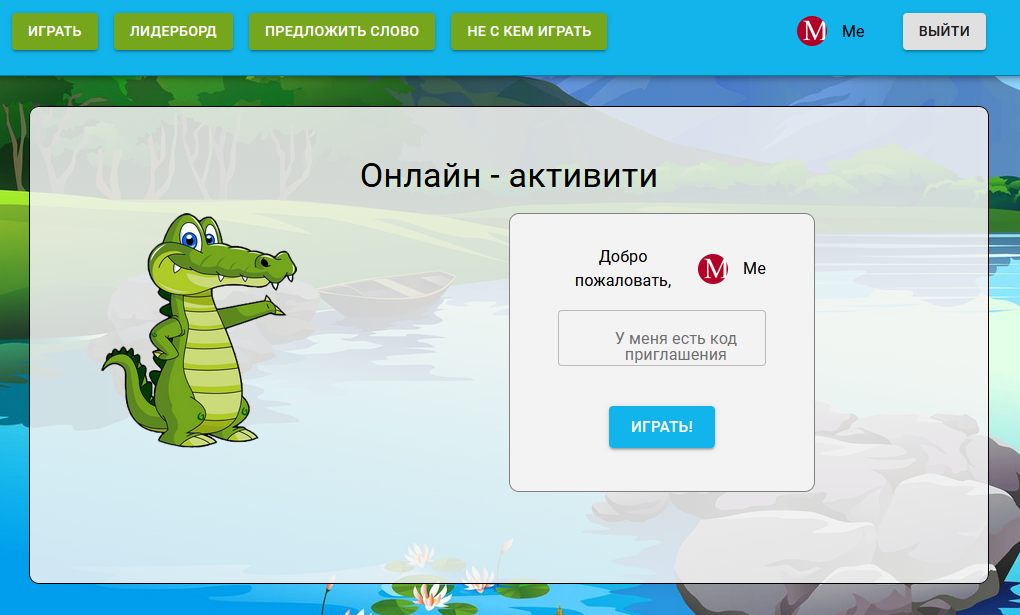 ИГРАТЬ
ЛИДЕРБОРД
ПРЕДЛОЖИТЬ СЛОВО
НЕ С КЕМ ИГРАТЬ
M
Me
ВЫЙТИ
Онлайн - активити
Добро
пожаловать,
M
Me
У меня есть код
приглашения
ИГРАТЬ!